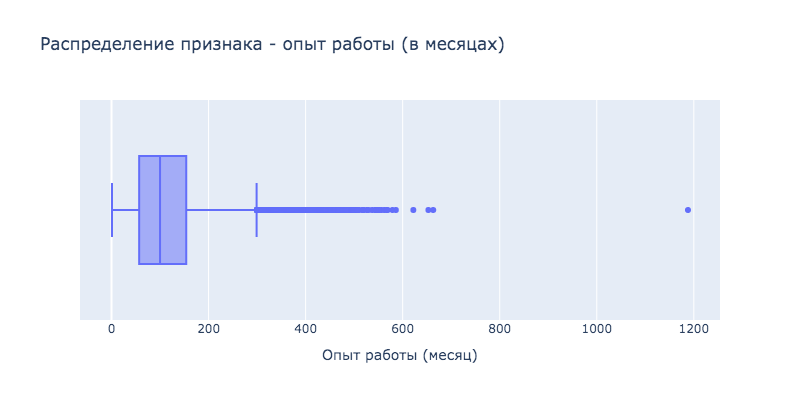 Распределение признака - опыт работы (в месяцах)
0 200 400 600 800 1000 1200
Опыт работы (месяц)